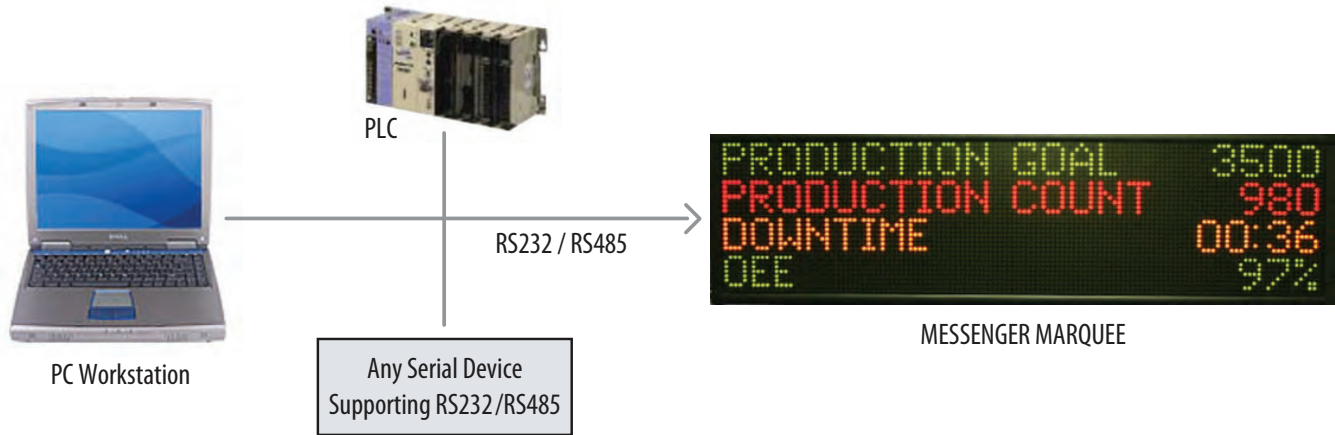 PLC
PRODUCTION GOAL 3500
PRODUCTION COUNT 980
DOWNTIME 00:36
OEE 97%
RS232 / RS485
MESSENGER MARQUEE
PC Workstation
Any Serial Device
Supporting RS232/RS485